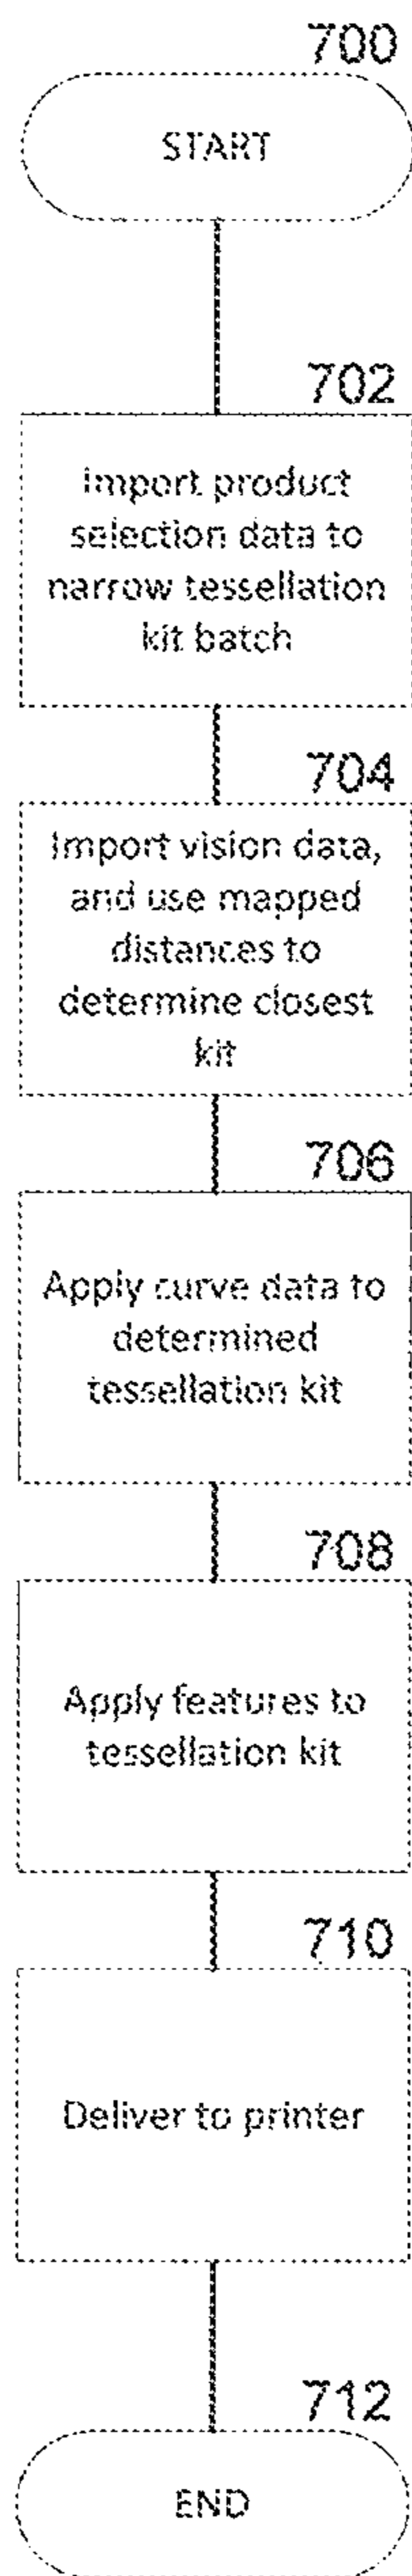 700
START
702
Import product
selection data to
narrow tessellation
kit batch
704
Import vision data,
and use mapped
distances to
determine closest
kit
706
Apply curve data to
determined
tessellation kit
708
Apply features to
tessellation kit
710
Deliver to printer
712
END